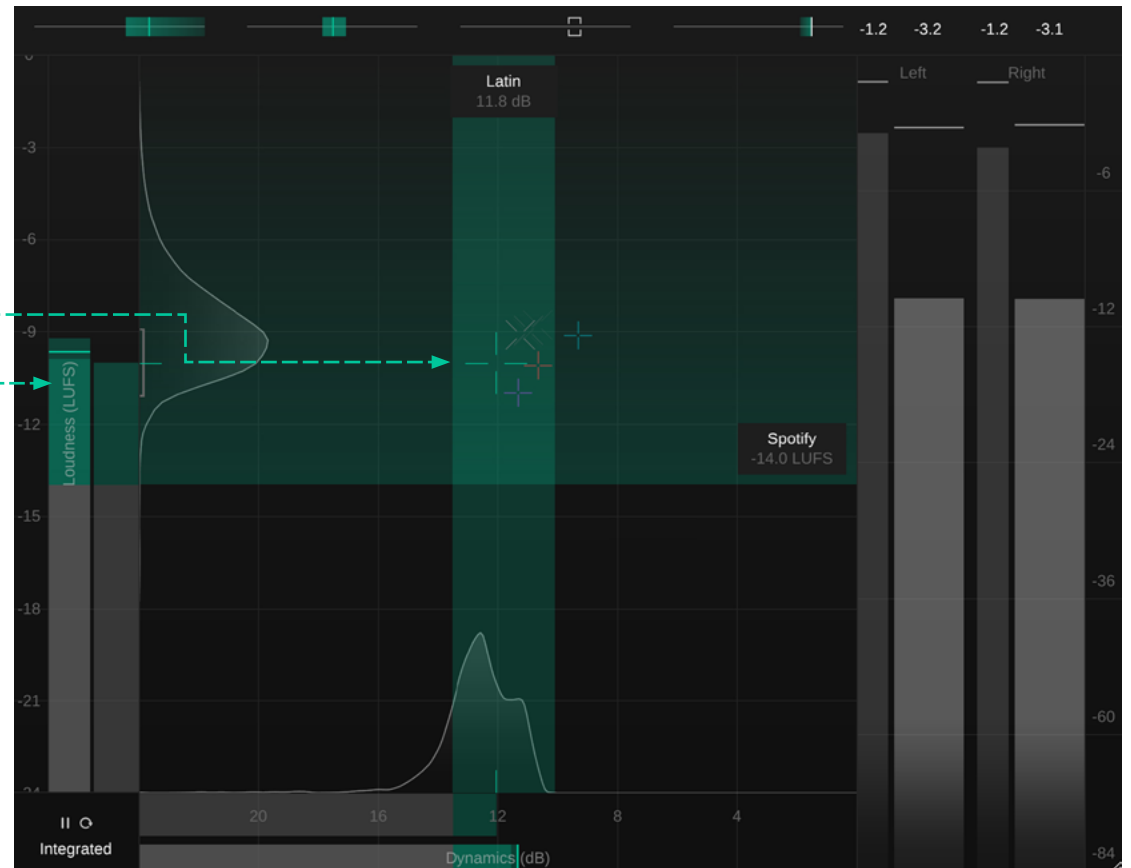 -1.2 -3.2 -1.2 -3.1
Left Right
0
Latin
11.8 dB
-3
-6
-9
-12
-15
-18
-21
-24
Loudness (LUFS)
Spotify
-14.0 LUFS
-6
-12
-24
-36
-60
-84
20 16 12 8 4
Dynamics (dB)
Integrated